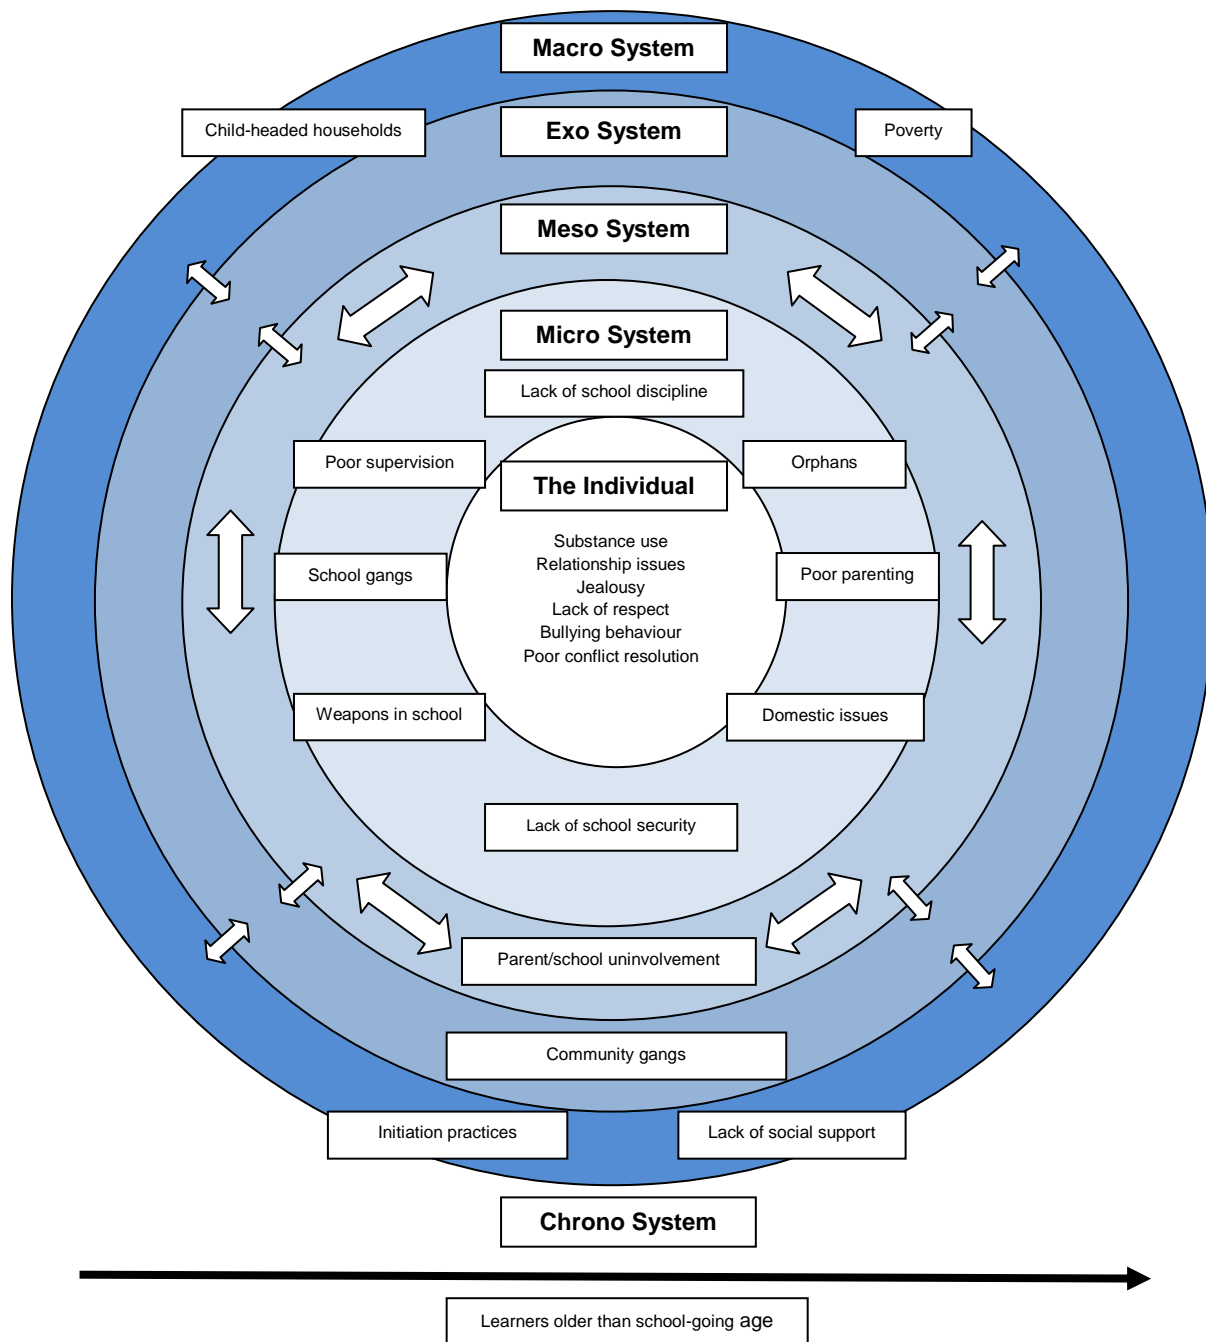 Macro System
Child-headed households
Exo System
Poverty
Meso System
Micro System
Lack of school discipline
Poor supervision
Orphans
The Individual
Substance use
Relationship issues
Jealousy
Lack of respect
Bullying behaviour
Poor conflict resolution
School gangs
Poor parenting
Weapons in school
Domestic issues
Lack of school security
Parent/school uninvolvement
Community gangs
Initiation practices
Lack of social support
Chrono System
Learners older than school-going age